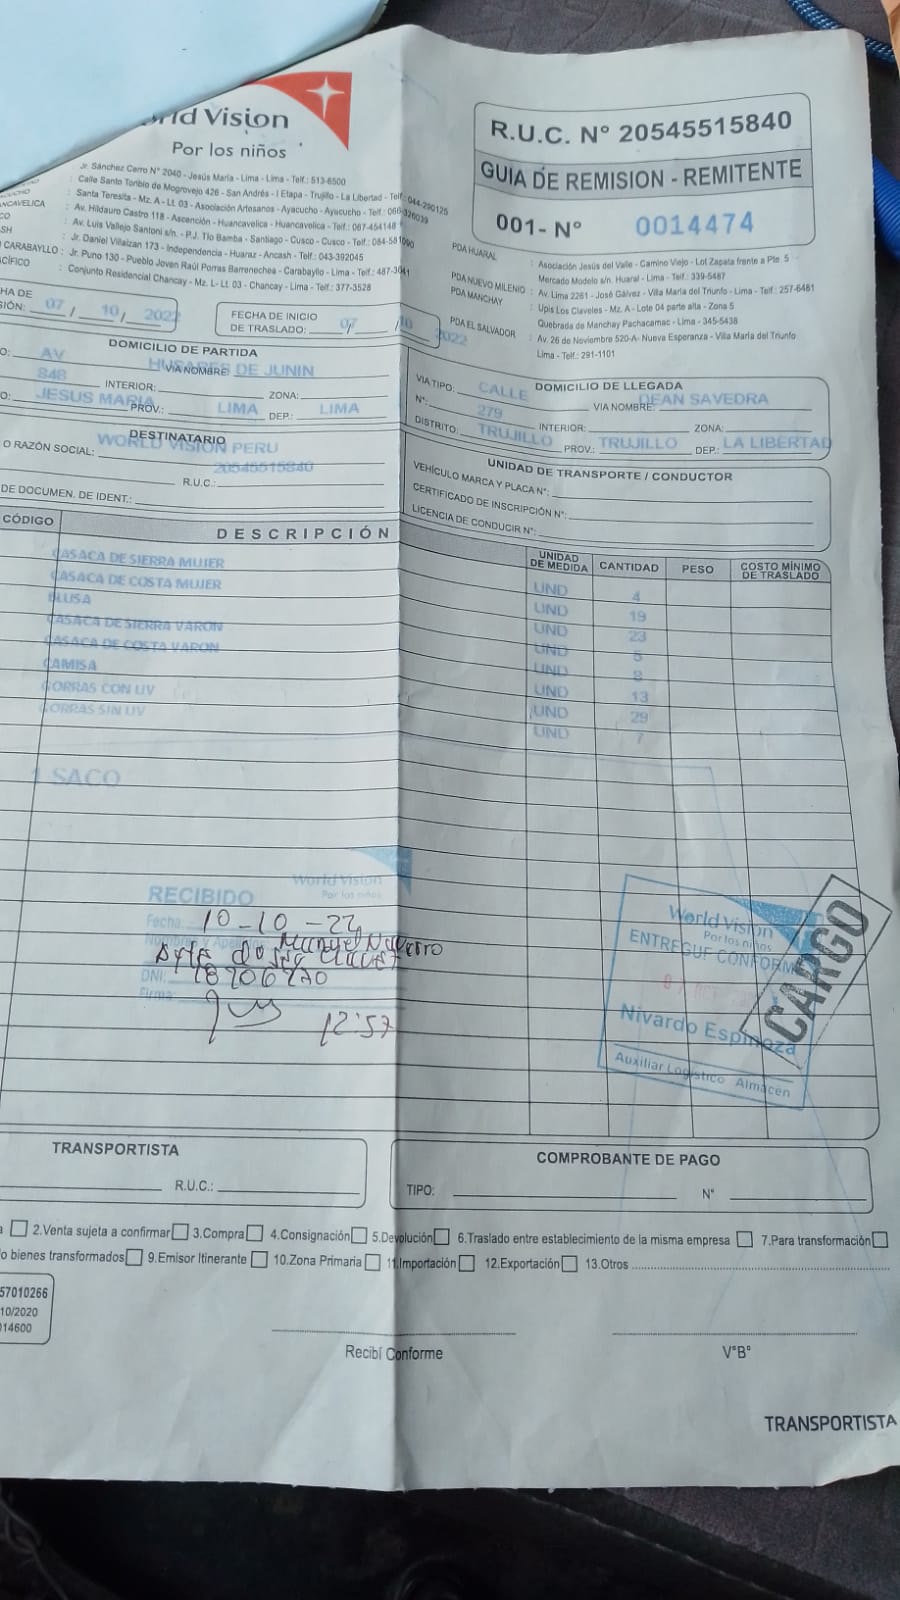 World Vision
Por los niños
R.U.C. N° 20545515840
GUIA DE REMISION - REMITENTE
001- N° 0014474
: Jr. Sánchez Cerro N° 2040 - Jesús María - Lima - Lima - Telf.: 513-6500
: Calle Santo Toribio de Mogrovejo 426 - San Andrés - I Etapa - Trujillo - La Libertad - Telf.: 044-290125
: Santa Teresita - Mz. A - Lt. 03 - Asociación Artesanos - Ayacucho - Ayacucho - Telf.: 066-326039
: Av. Hildauro Castro 118 - Ascención - Huancavelica - Huancavelica - Telf.: 067-454148
: Av. Luis Vallejo Santoni s/n. - P.J. Tío Bamba - Santiago - Cusco - Cusco - Telf.:
: Jr. Daniel Villaizan 173 - Independencia - Huaraz - Ancash - Telf.: 043-392045
CARABAYLLO : Jr. Puno 130 - Pueblo Joven Raúl Porras Barrenechea - Carabayllo - Lima - Telf.: 487-3041
: Conjunto Residencial Chancay - Mz. L- Lt. 03 - Chancay - Lima - Telf.: 377-3528
PDA HUARAL : Asociación Jesús del Valle - Camino Viejo - Lot Zapata frente a Ple. 5
Mercado Modelo s/n. Huaral - Lima - Telf.: 339-5487
PDA NUEVO MILENIO : Av. Lima 2261 - José Gálvez - Villa María del Triunfo - Lima - Telf.: 257-6481
PDA MANCHAY : Upis Los Claveles - Mz. A - Lote 04 parte alta - Zona 5
Quebrada de Manchay Pachacamac - Lima - 345-5438
PDA EL SALVADOR : Av. 26 de Noviembre 520-A- Nueva Esperanza - Villa María del Triunfo
Lima - Telf.: 291-1101
07 / 10 / 2022
FECHA DE INICIO
DE TRASLADO: 07 / 10 2022
DOMICILIO DE PARTIDA
AV VIA NOMBRE: HUSARES DE JUNIN
848 INTERIOR: ZONA:
JESUS MARIA PROV.: LIMA DEP.: LIMA
DOMICILIO DE LLEGADA
VIA TIPO: CALLE VIA NOMBRE: DEAN SAVEDRA
N°: 279 INTERIOR: ZONA:
DISTRITO: TRUJILLO PROV.: TRUJILLO DEP.: LA LIBERTAD
DESTINATARIO
O RAZÓN SOCIAL: WORLD VISION PERU
R.U.C.: 20545515840
DE DOCUMEN. DE IDENT.:
UNIDAD DE TRANSPORTE / CONDUCTOR
VEHÍCULO MARCA Y PLACA N°:
CERTIFICADO DE INSCRIPCIÓN N°:
LICENCIA DE CONDUCIR N°:
CÓDIGO DESCRIPCIÓN UNIDAD DE MEDIDA CANTIDAD PESO COSTO MÍNIMO DE TRASLADO
CASACA DE SIERRA MUJER UND 4
CASACA DE COSTA MUJER UND 19
BLUSA UND 23
CASACA DE SIERRA VARON UND 5
CASACA DE COSTA VARON UND 8
CAMISA UND 13
GORRAS CON UV UND 29
GORRAS SIN UV UND 7
1 SACO
World Vision
Por los niños
RECIBIDO
Fecha: 10-10-22
Manuel Navarro
DNI:
Firma:
12:57
World Vision
Por los niños
ENTREGUE CONFORME
Nivardo Espinoza
Auxiliar Logístico Almacén
CARGO
TRANSPORTISTA
R.U.C.:
COMPROBANTE DE PAGO
TIPO: N°
2.Venta sujeta a confirmar 3.Compra 4.Consignación 5.Devolución 6.Traslado entre establecimiento de la misma empresa 7.Para transformación
bienes transformados 9.Emisor Itinerante 10.Zona Primaria 11.Importación 12.Exportación 13.Otros
57010266
10/2020
014600
Recibí Conforme
V°B°
TRANSPORTISTA